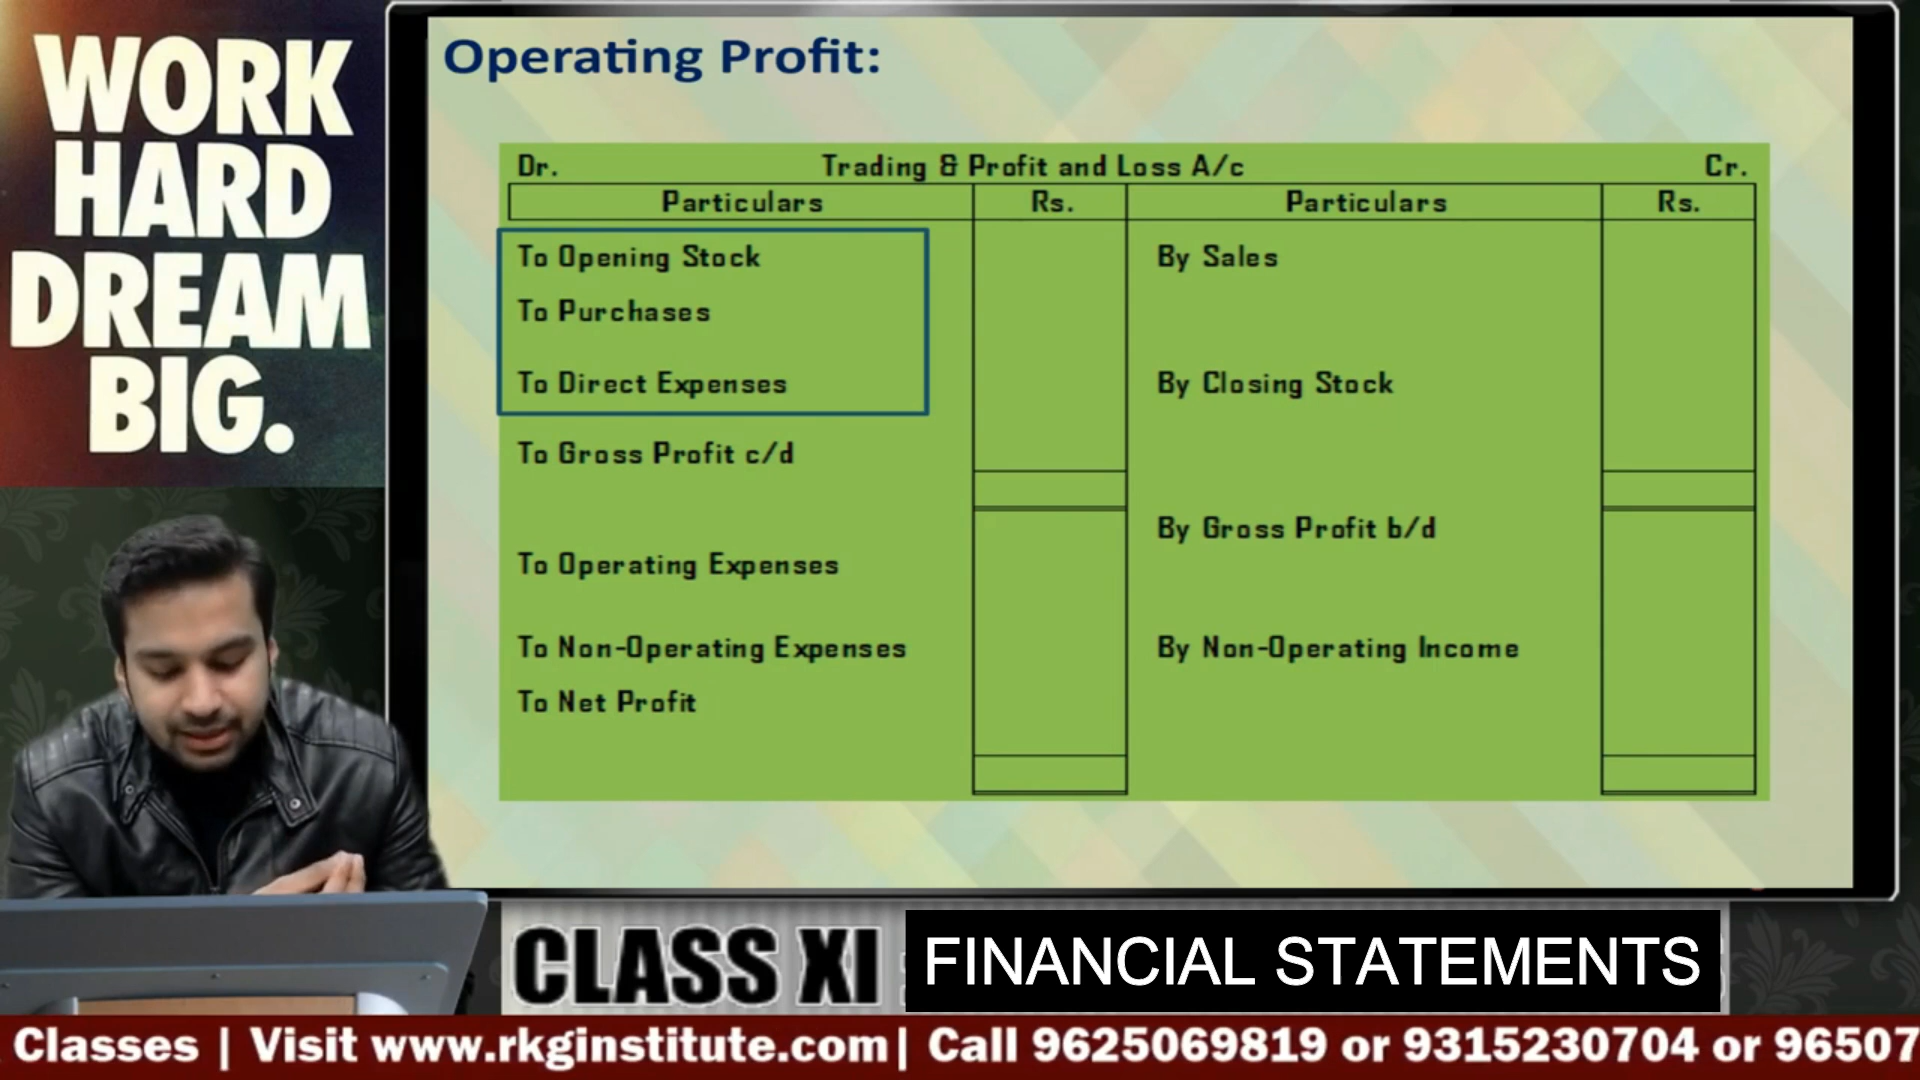 WORK
HARD
DREAM
BIG.
Operating Profit:
Dr. Trading & Profit and Loss A/c Cr.
Particulars Rs. Particulars Rs.
To Opening Stock By Sales
To Purchases
To Direct Expenses By Closing Stock
To Gross Profit c/d
By Gross Profit b/d
To Operating Expenses
To Non-Operating Expenses By Non-Operating Income
To Net Profit
CLASS XI FINANCIAL STATEMENTS
Classes | Visit www.rkginstitute.com| Call 9625069819 or 9315230704 or 96507